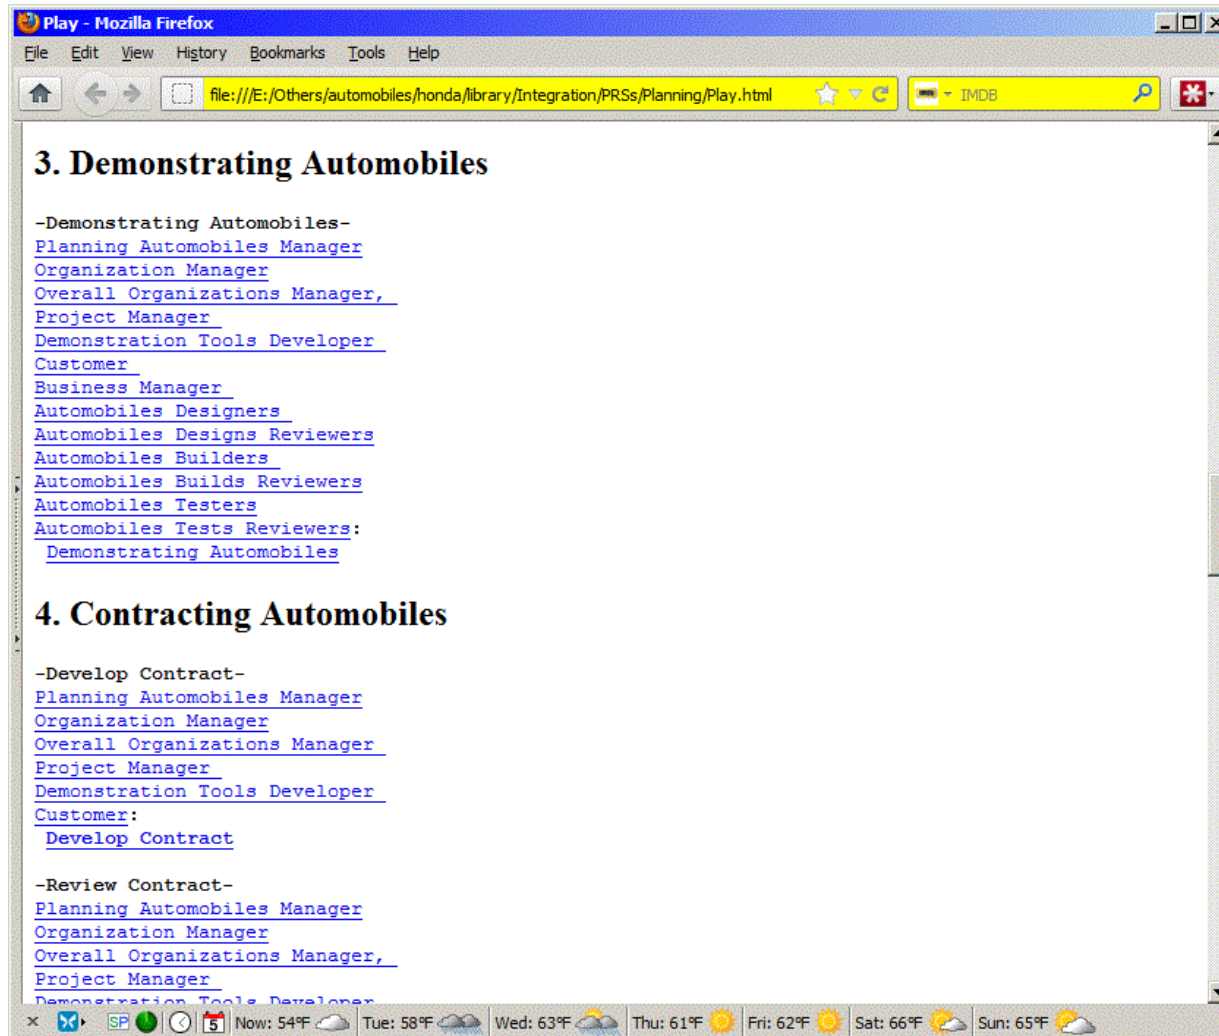 Play - Mozilla Firefox
File Edit View History Bookmarks Tools Help
file:///E:/Others/automobiles/honda/library/Integration/PRSs/Planning/Play.html IMDB
3. Demonstrating Automobiles
-Demonstrating Automobiles-
Planning Automobiles Manager
Organization Manager
Overall Organizations Manager,
Project Manager
Demonstration Tools Developer
Customer
Business Manager
Automobiles Designers
Automobiles Designs Reviewers
Automobiles Builders
Automobiles Builds Reviewers
Automobiles Testers
Automobiles Tests Reviewers:
Demonstrating Automobiles
4. Contracting Automobiles
-Develop Contract-
Planning Automobiles Manager
Organization Manager
Overall Organizations Manager
Project Manager
Demonstration Tools Developer
Customer:
Develop Contract
-Review Contract-
Planning Automobiles Manager
Organization Manager
Overall Organizations Manager,
Project Manager
Demonstration Tools Developer
SP 5 Now: 54°F Tue: 58°F Wed: 63°F Thu: 61°F Fri: 62°F Sat: 66°F Sun: 65°F